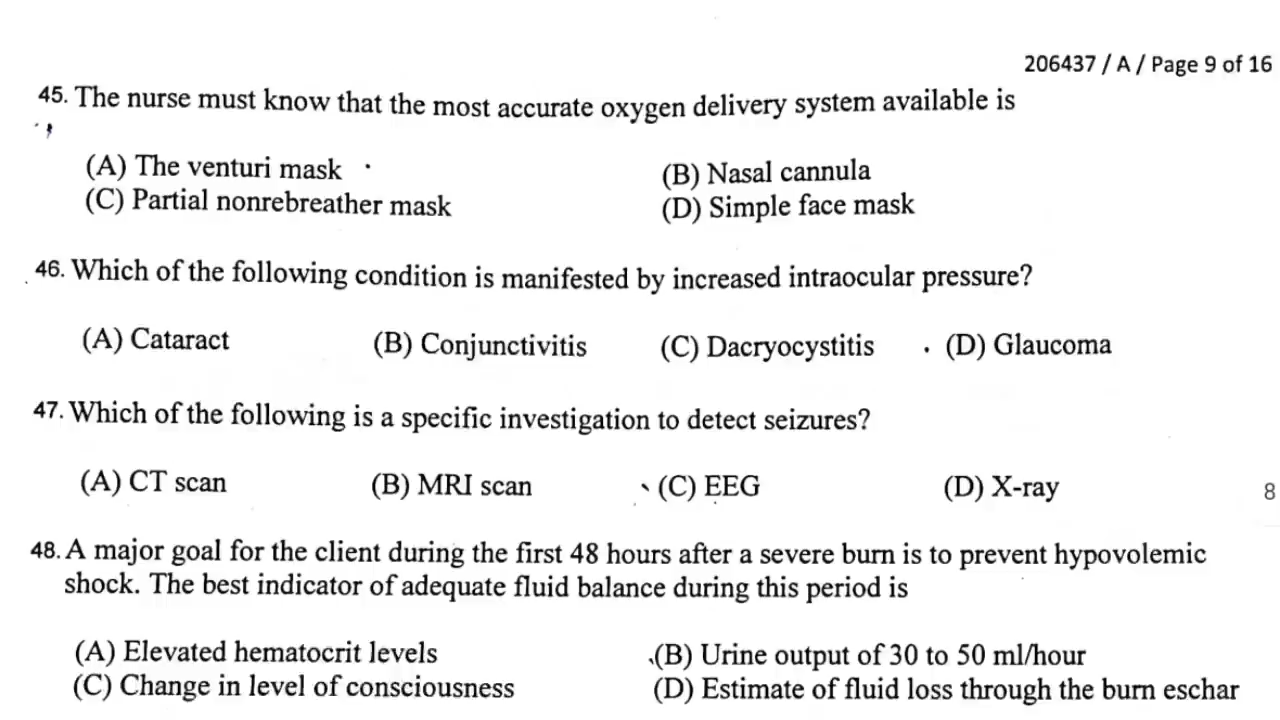 206437 / A / Page 9 of 16
45. The nurse must know that the most accurate oxygen delivery system available is
(A) The venturi mask
(B) Nasal cannula
(C) Partial nonrebreather mask
(D) Simple face mask
46. Which of the following condition is manifested by increased intraocular pressure?
(A) Cataract (B) Conjunctivitis (C) Dacryocystitis (D) Glaucoma
47. Which of the following is a specific investigation to detect seizures?
(A) CT scan (B) MRI scan (C) EEG (D) X-ray
8
48. A major goal for the client during the first 48 hours after a severe burn is to prevent hypovolemic
shock. The best indicator of adequate fluid balance during this period is
(A) Elevated hematocrit levels
(B) Urine output of 30 to 50 ml/hour
(C) Change in level of consciousness
(D) Estimate of fluid loss through the burn eschar